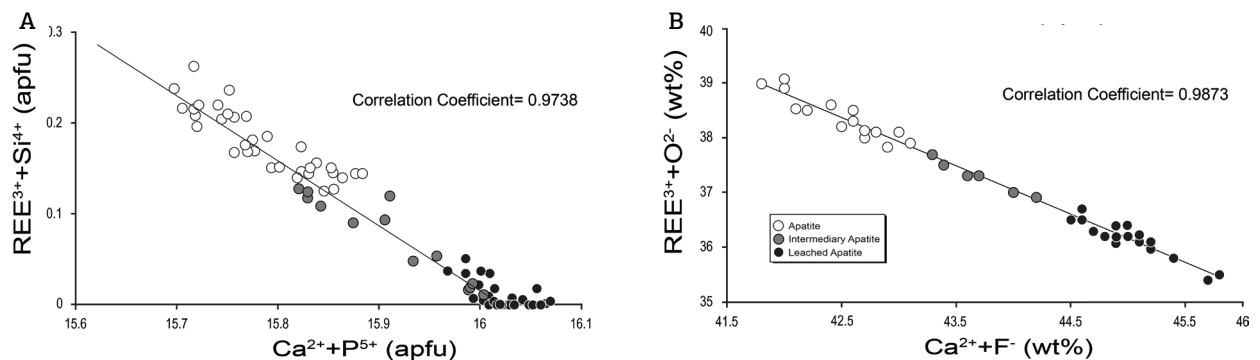 A
0.3
0.2
0.1
0
15.6
15.7
15.8
15.9
16
16.1
REE³⁺+Si⁴⁺ (apfu)
Ca²⁺+P⁵⁺ (apfu)
Correlation Coefficient= 0.9738
B
40
39
38
37
36
35
41.5
42.5
43.5
44.5
45.5
46
REE³⁺+O²⁻ (wt%)
Ca²⁺+F⁻ (wt%)
Correlation Coefficient= 0.9873
Apatite
Intermediary Apatite
Leached Apatite